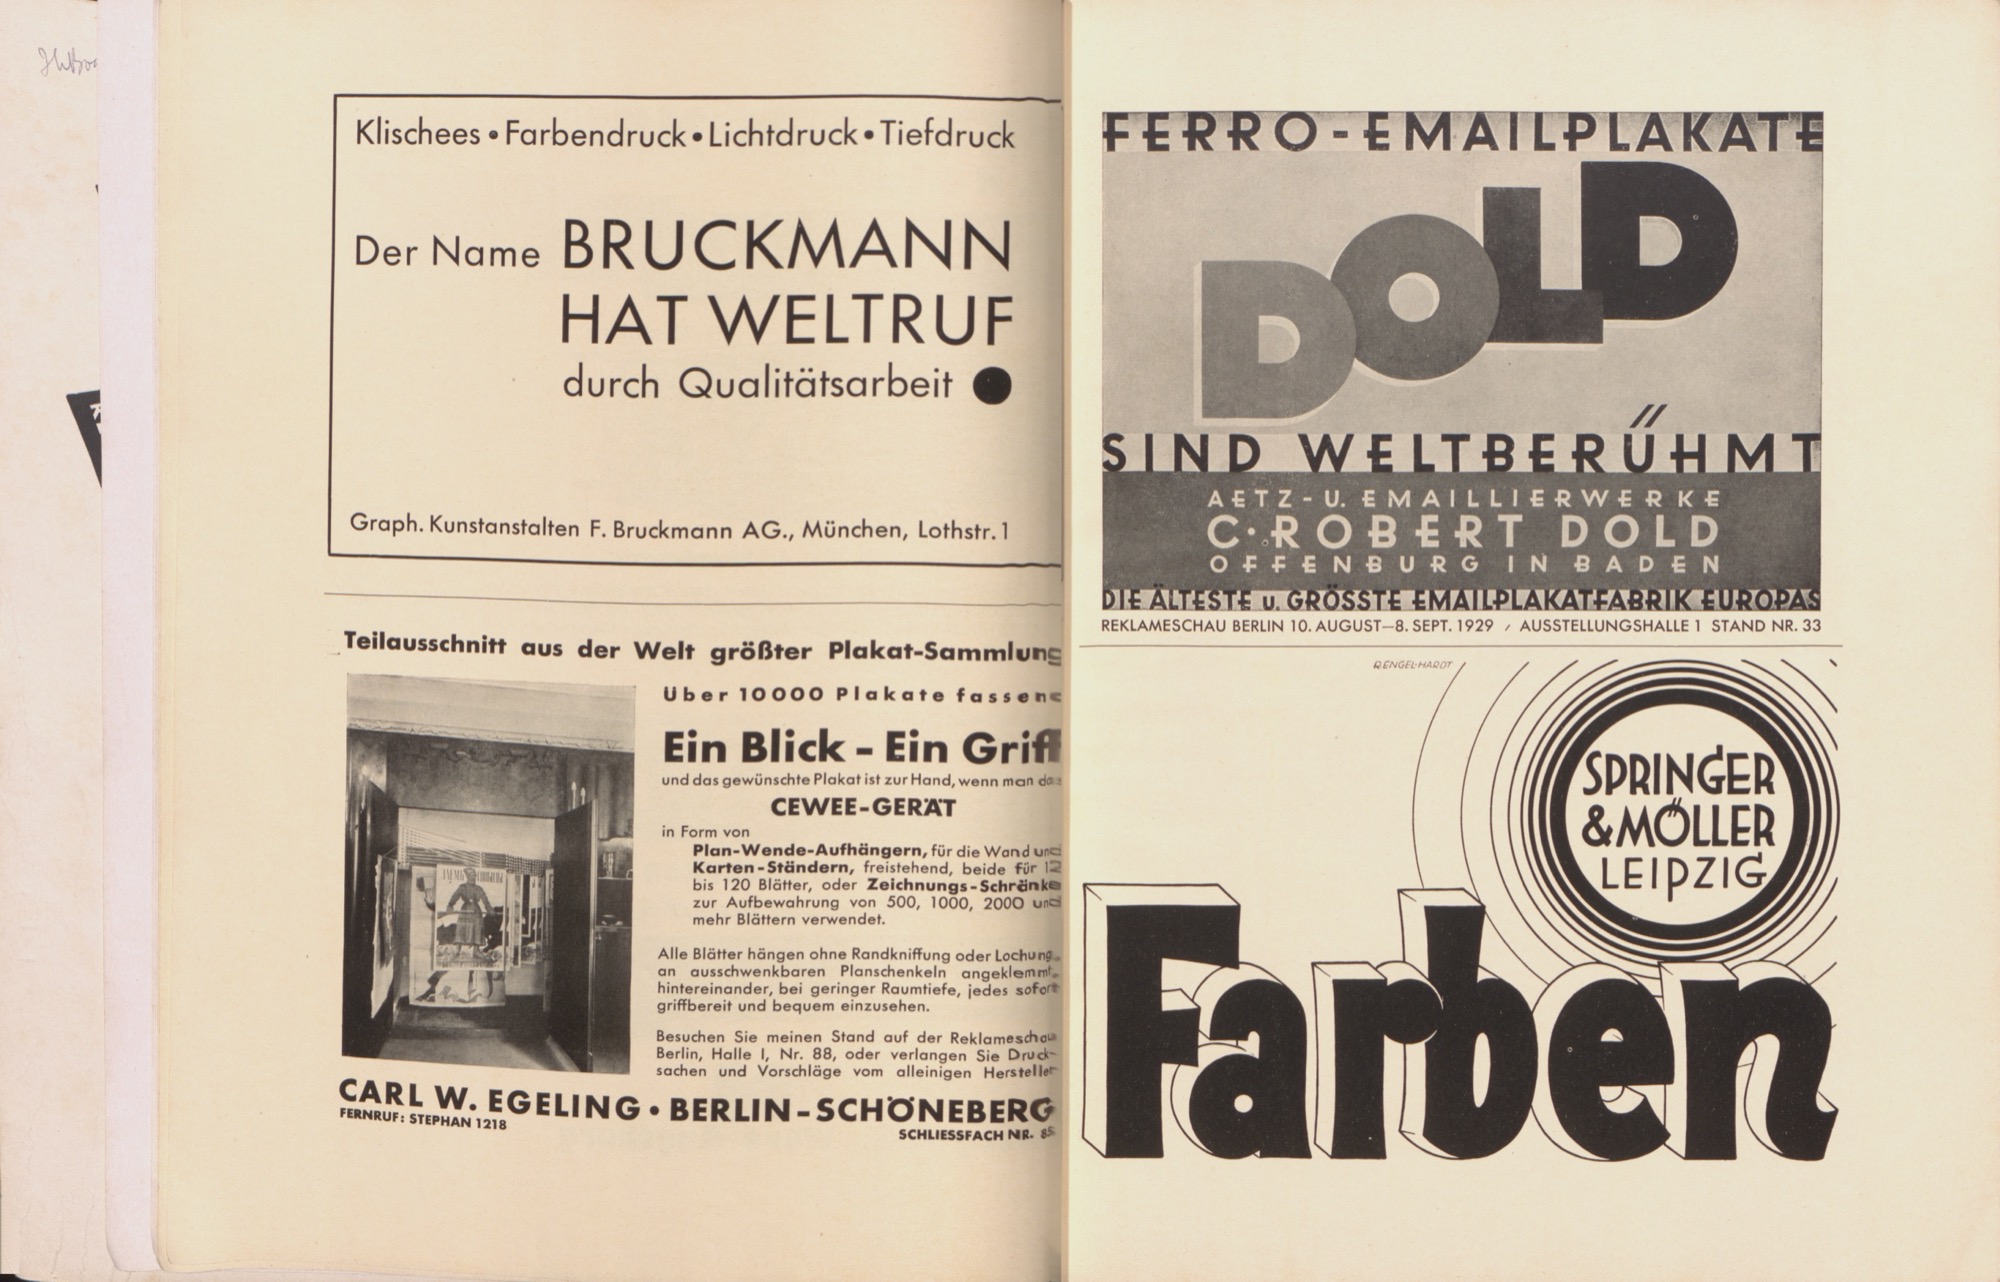 Klischees • Farbendruck • Lichtdruck • Tiefdruck
Der Name BRUCKMANN
HAT WELTRUF
durch Qualitätsarbeit ●
Graph. Kunstanstalten F. Bruckmann AG., München, Lothstr. 1
Teilausschnitt aus der Welt größter Plakat-Sammlung
Über 10000 Plakate fassend
Ein Blick - Ein Griff
und das gewünschte Plakat ist zur Hand, wenn man das
CEWEE-GERÄT
in Form von
Plan-Wende-Aufhängern, für die Wand und
Karten-Ständern, freistehend, beide für 12
bis 120 Blätter, oder Zeichnungs-Schränke
zur Aufbewahrung von 500, 1000, 2000 und
mehr Blättern verwendet.
Alle Blätter hängen ohne Randkniffung oder Lochung,
an ausschwenkbaren Planschenkeln angeklemmt,
hintereinander, bei geringer Raumtiefe, jedes sofort
griffbereit und bequem einzusehen.
Besuchen Sie meinen Stand auf der Reklameschau
Berlin, Halle I, Nr. 88, oder verlangen Sie Druck-
sachen und Vorschläge vom alleinigen Hersteller
CARL W. EGELING • BERLIN-SCHÖNEBERG
FERNRUF: STEPHAN 1218
SCHLIESSFACH NR.
FERRO-EMAILPLAKATE
DOLD
SIND WELTBERÜHMT
AETZ- U. EMAILLIERWERKE
C. ROBERT DOLD
OFFENBURG IN BADEN
DIE ÄLTESTE u. GRÖSSTE EMAILPLAKATFABRIK EUROPAS
REKLAMESCHAU BERLIN 10. AUGUST—8. SEPT. 1929 / AUSSTELLUNGSHALLE 1 STAND NR. 33
R.ENGEL-HARDT
SPRINGER
& MÖLLER
LEIPZIG
Farben